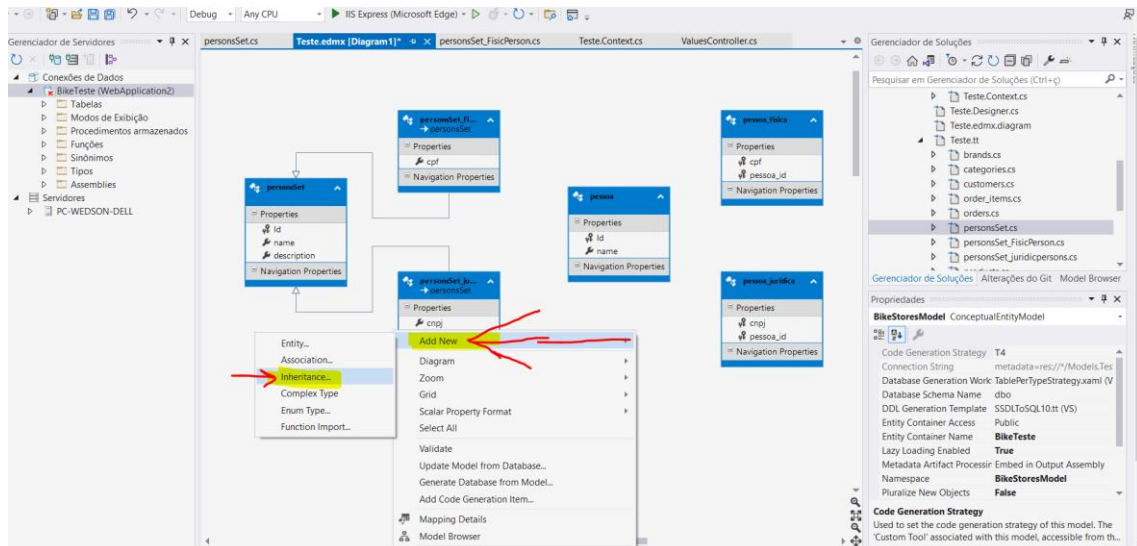 Debug
Any CPU
IIS Express (Microsoft Edge)
Gerenciador de Servidores
Conexões de Dados
BikeTeste (WebApplication2)
Tabelas
Modos de Exibição
Procedimentos armazenados
Funções
Sinônimos
Tipos
Assemblies
Servidores
PC-WEDSON-DELL
personsSet.cs
Teste.edmx [Diagram1]*
personsSet_FisicPerson.cs
Teste.Context.cs
ValuesController.cs
personsSet
Properties
Id
name
description
Navigation Properties
personsSet_Fi...
personsSet
Properties
cpf
Navigation Properties
personsSet_ju...
personsSet
Properties
cnpj
pessoa
Properties
Id
name
Navigation Properties
pessoa_fisica
Properties
cpf
pessoa_id
Navigation Properties
pessoa_juridica
Properties
cnpj
pessoa_id
Navigation Properties
Entity...
Association...
Inheritance...
Complex Type
Enum Type...
Function Import...
Add New
Diagram
Zoom
Grid
Scalar Property Format
Select All
Validate
Update Model from Database...
Generate Database from Model...
Add Code Generation Item...
Mapping Details
Model Browser
Gerenciador de Soluções
Pesquisar em Gerenciador de Soluções (Ctrl+ç)
Teste.Context.cs
Teste.Designer.cs
Teste.edmx.diagram
Teste.tt
brands.cs
categories.cs
customers.cs
order_items.cs
orders.cs
personsSet.cs
personsSet_FisicPerson.cs
personsSet_juridicpersons.cs
Gerenciador de Soluções Alterações do Git Model Browser
Propriedades
BikeStoresModel ConceptualEntityModel
Code Generation Strategy T4
Connection String metadata=res://*/Models.Tes
Database Generation Work TablePerTypeStrategy.xaml (V
Database Schema Name dbo
DDL Generation Template SSDLToSQL10.tt (VS)
Entity Container Access Public
Entity Container Name BikeTeste
Lazy Loading Enabled True
Metadata Artifact Processir Embed in Output Assembly
Namespace BikeStoresModel
Pluralize New Objects False
Code Generation Strategy
Used to set the code generation strategy of this model. The
'Custom Tool' associated with this model, accessible from th...